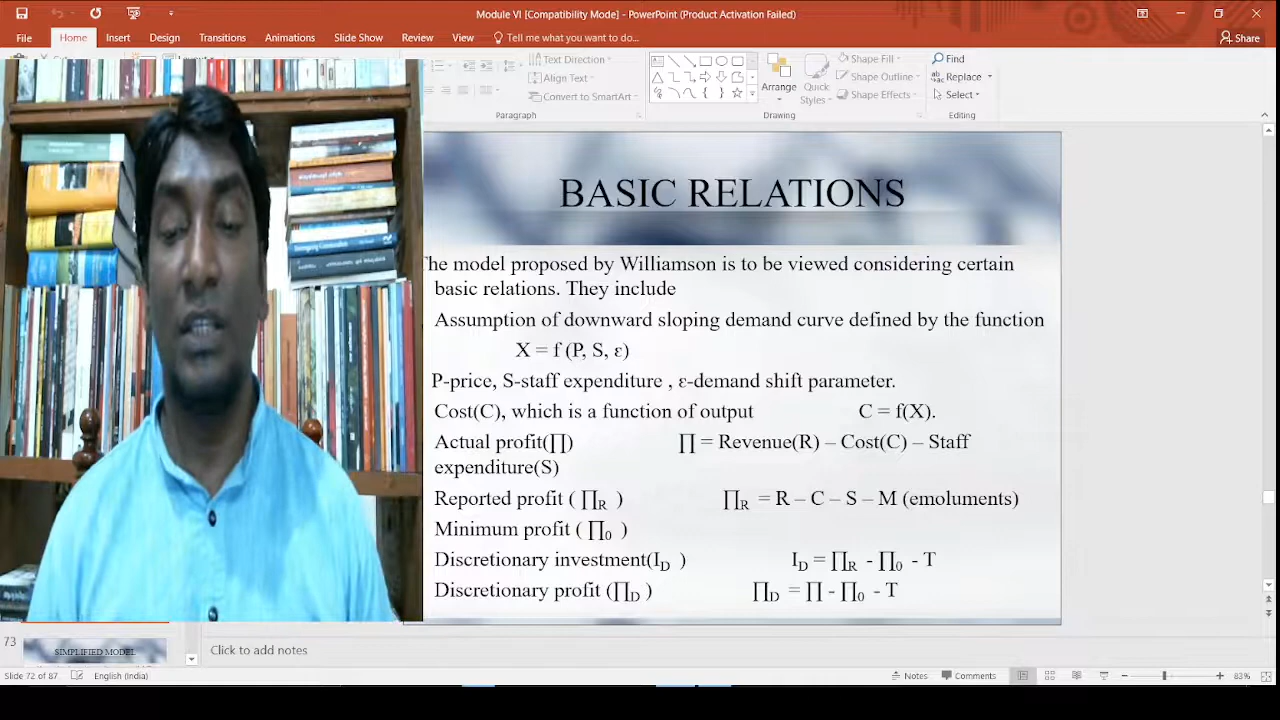 Module VI [Compatibility Mode] - PowerPoint (Product Activation Failed)
File Home Insert Design Transitions Animations Slide Show Review View Tell me what you want to do... Share
Text Direction
Align Text
Convert to SmartArt
Paragraph
Arrange
Quick Styles
Shape Fill
Shape Outline
Shape Effects
Drawing
Find
Replace
Select
Editing
BASIC RELATIONS
The model proposed by Williamson is to be viewed considering certain
basic relations. They include
Assumption of downward sloping demand curve defined by the function
X = f (P, S, ε)
P-price, S-staff expenditure , ε-demand shift parameter.
Cost(C), which is a function of output C = f(X).
Actual profit(∏) ∏ = Revenue(R) – Cost(C) – Staff
expenditure(S)
Reported profit ( ∏R ) ∏R = R – C – S – M (emoluments)
Minimum profit ( ∏0 )
Discretionary investment(ID ) ID = ∏R - ∏0 - T
Discretionary profit (∏D ) ∏D = ∏ - ∏0 - T
73
SIMPLIFIED MODEL
Click to add notes
Slide 72 of 87 English (India) Notes Comments 83%